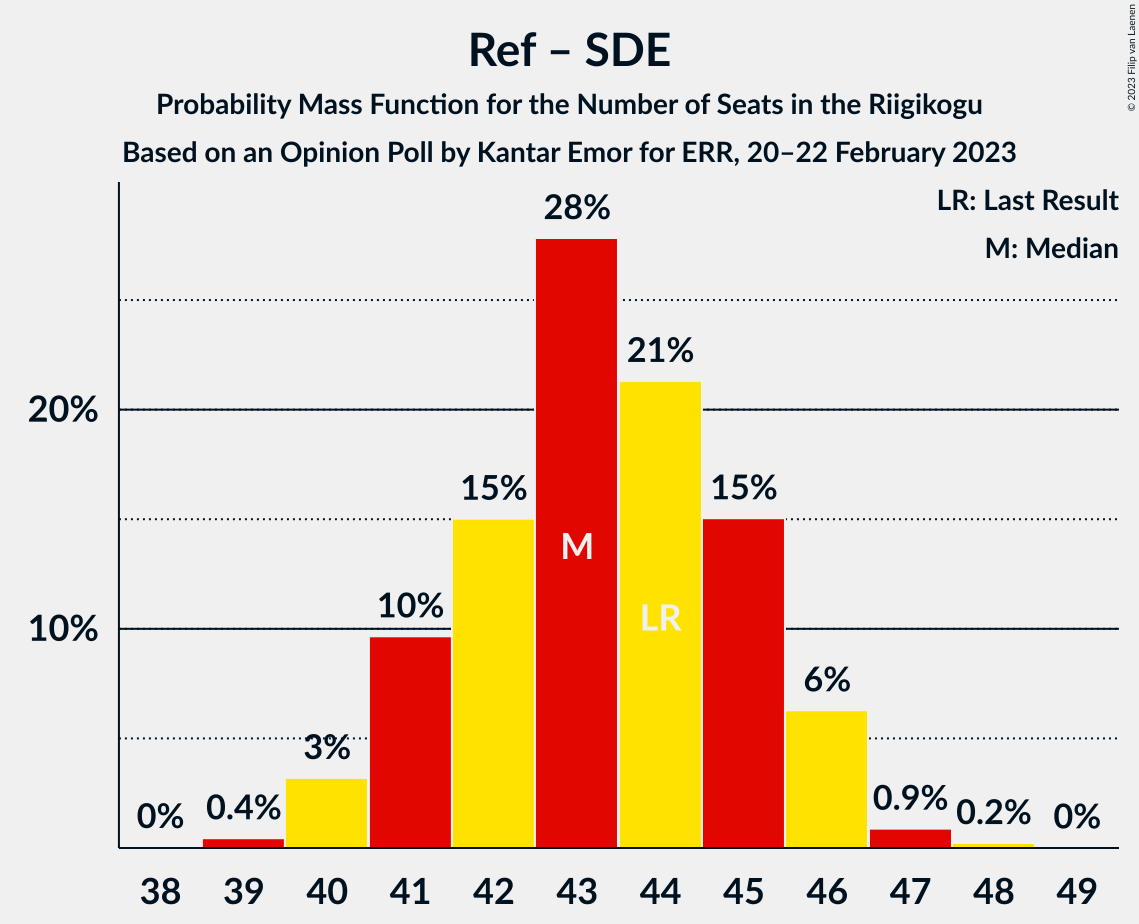 Ref – SDE
Probability Mass Function for the Number of Seats in the Riigikogu
Based on an Opinion Poll by Kantar Emor for ERR, 20–22 February 2023
© 2023 Filip van Laenen
LR: Last Result
M: Median
28%
21%
20%
15%
15%
M
10%
LR
10%
6%
3%
0%
0.4%
0.9%
0.2%
0%
38 39 40 41 42 43 44 45 46 47 48 49